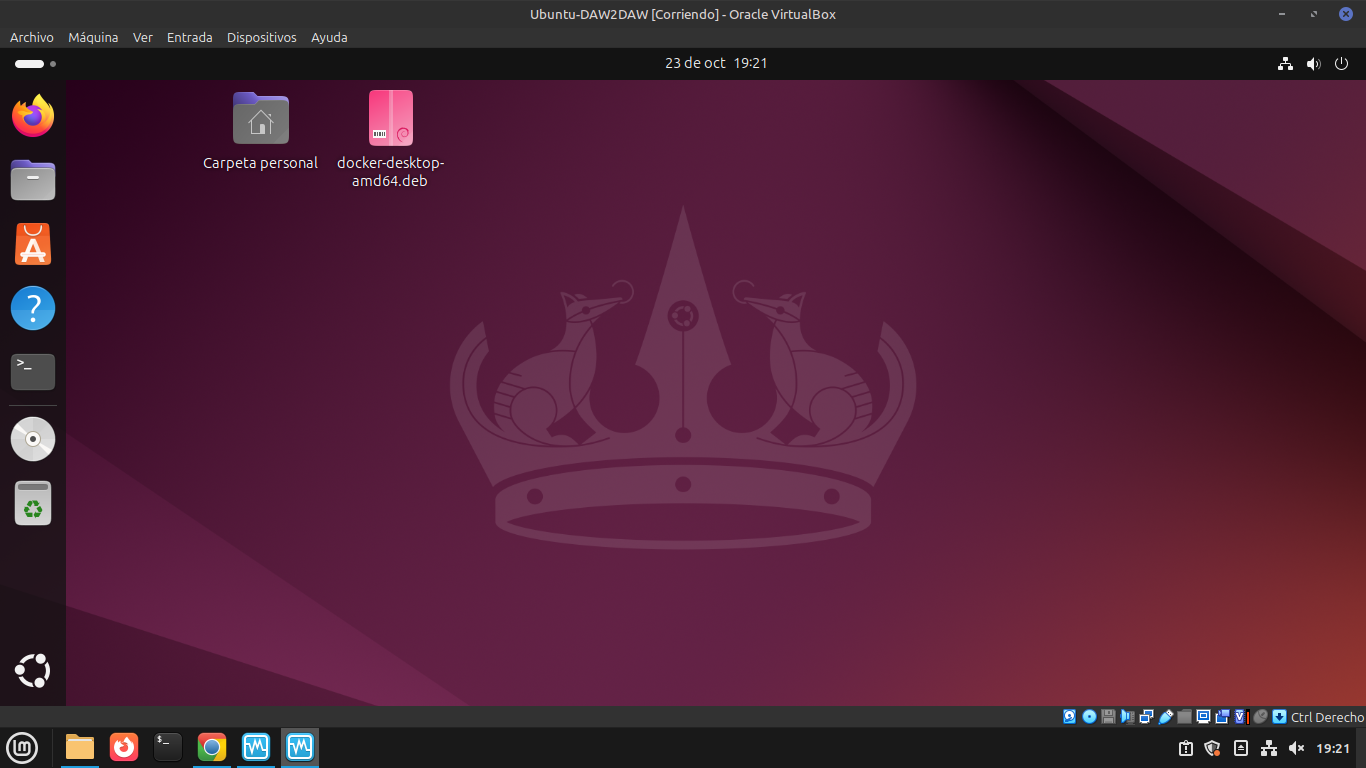 Ubuntu-DAW2DAW [Corriendo] - Oracle VirtualBox
Archivo Máquina Ver Entrada Dispositivos Ayuda
23 de oct 19:21
Carpeta personal
docker-desktop-
amd64.deb
Ctrl Derecho
19:21